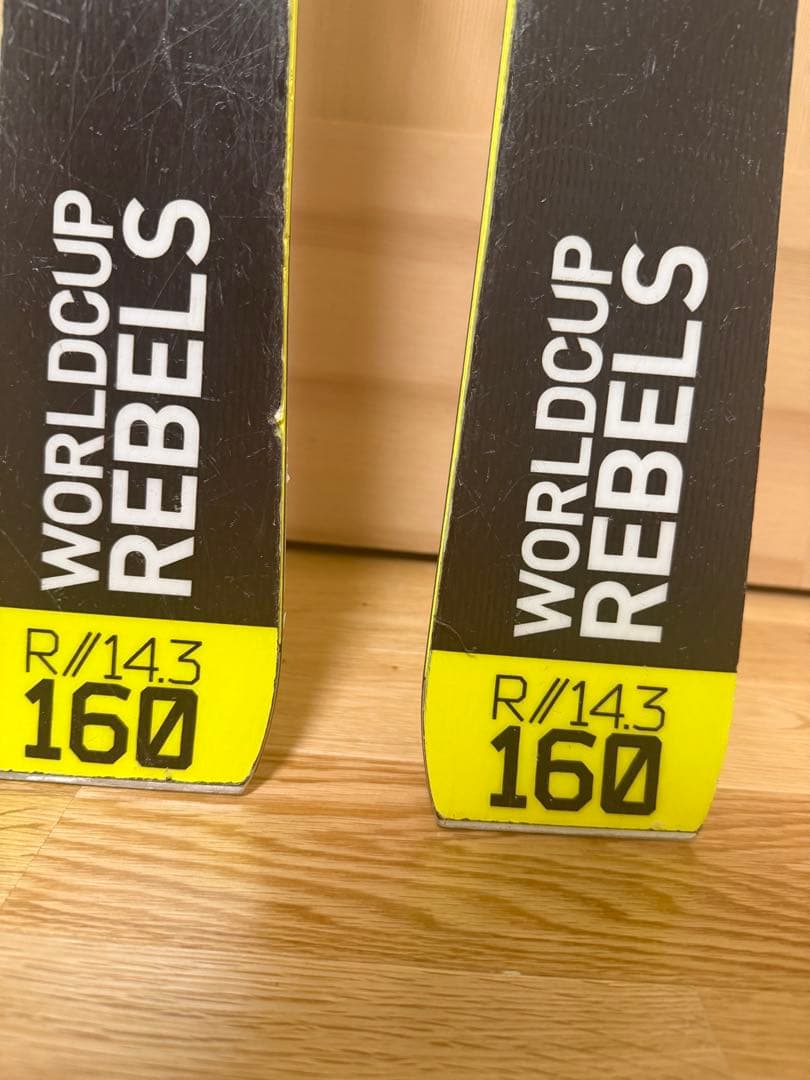 WORLDCUP
REBELS
R//14.3
160
WORLDCUP
REBELS
R//14.3
160